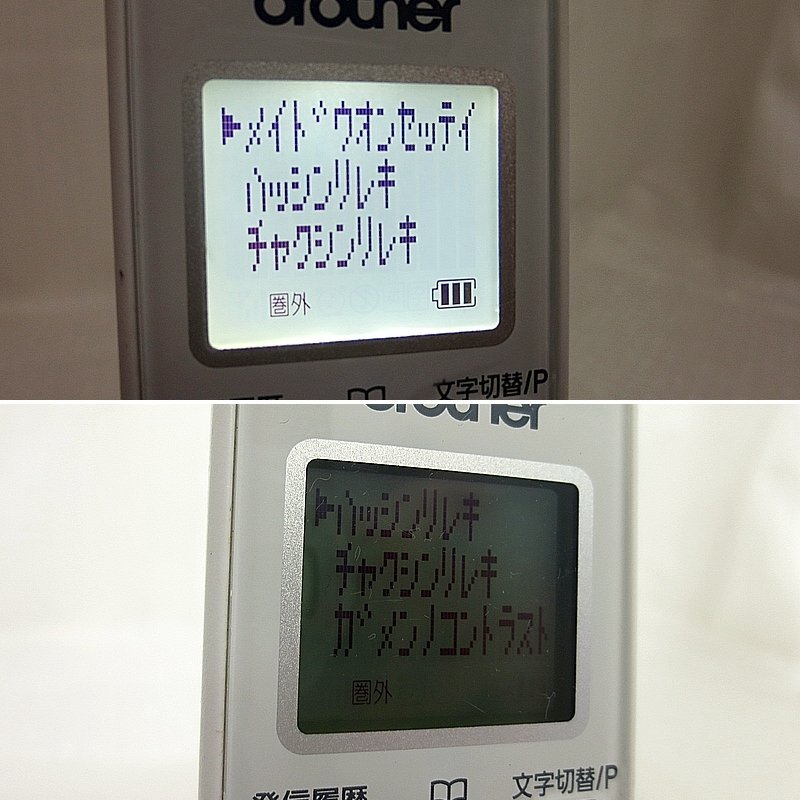 brother
▶メイドウオンセッテイ
ハッシンリレキ
チャクシンリレキ
圏外
文字切替/P
brother
▶ハッシンリレキ
チャクシンリレキ
ガメンノコントラスト
圏外
発信履歴
文字切替/P